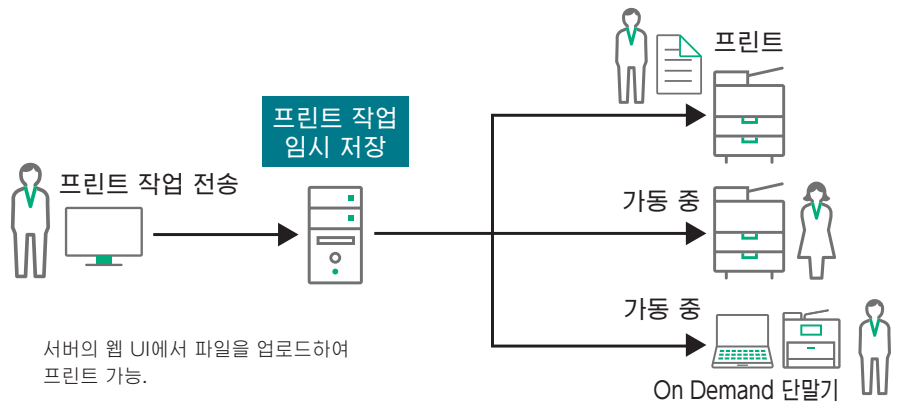 프린트
프린트 작업
임시 저장
프린트 작업 전송
가동 중
가동 중
서버의 웹 UI에서 파일을 업로드하여
프린트 가능.
On Demand 단말기